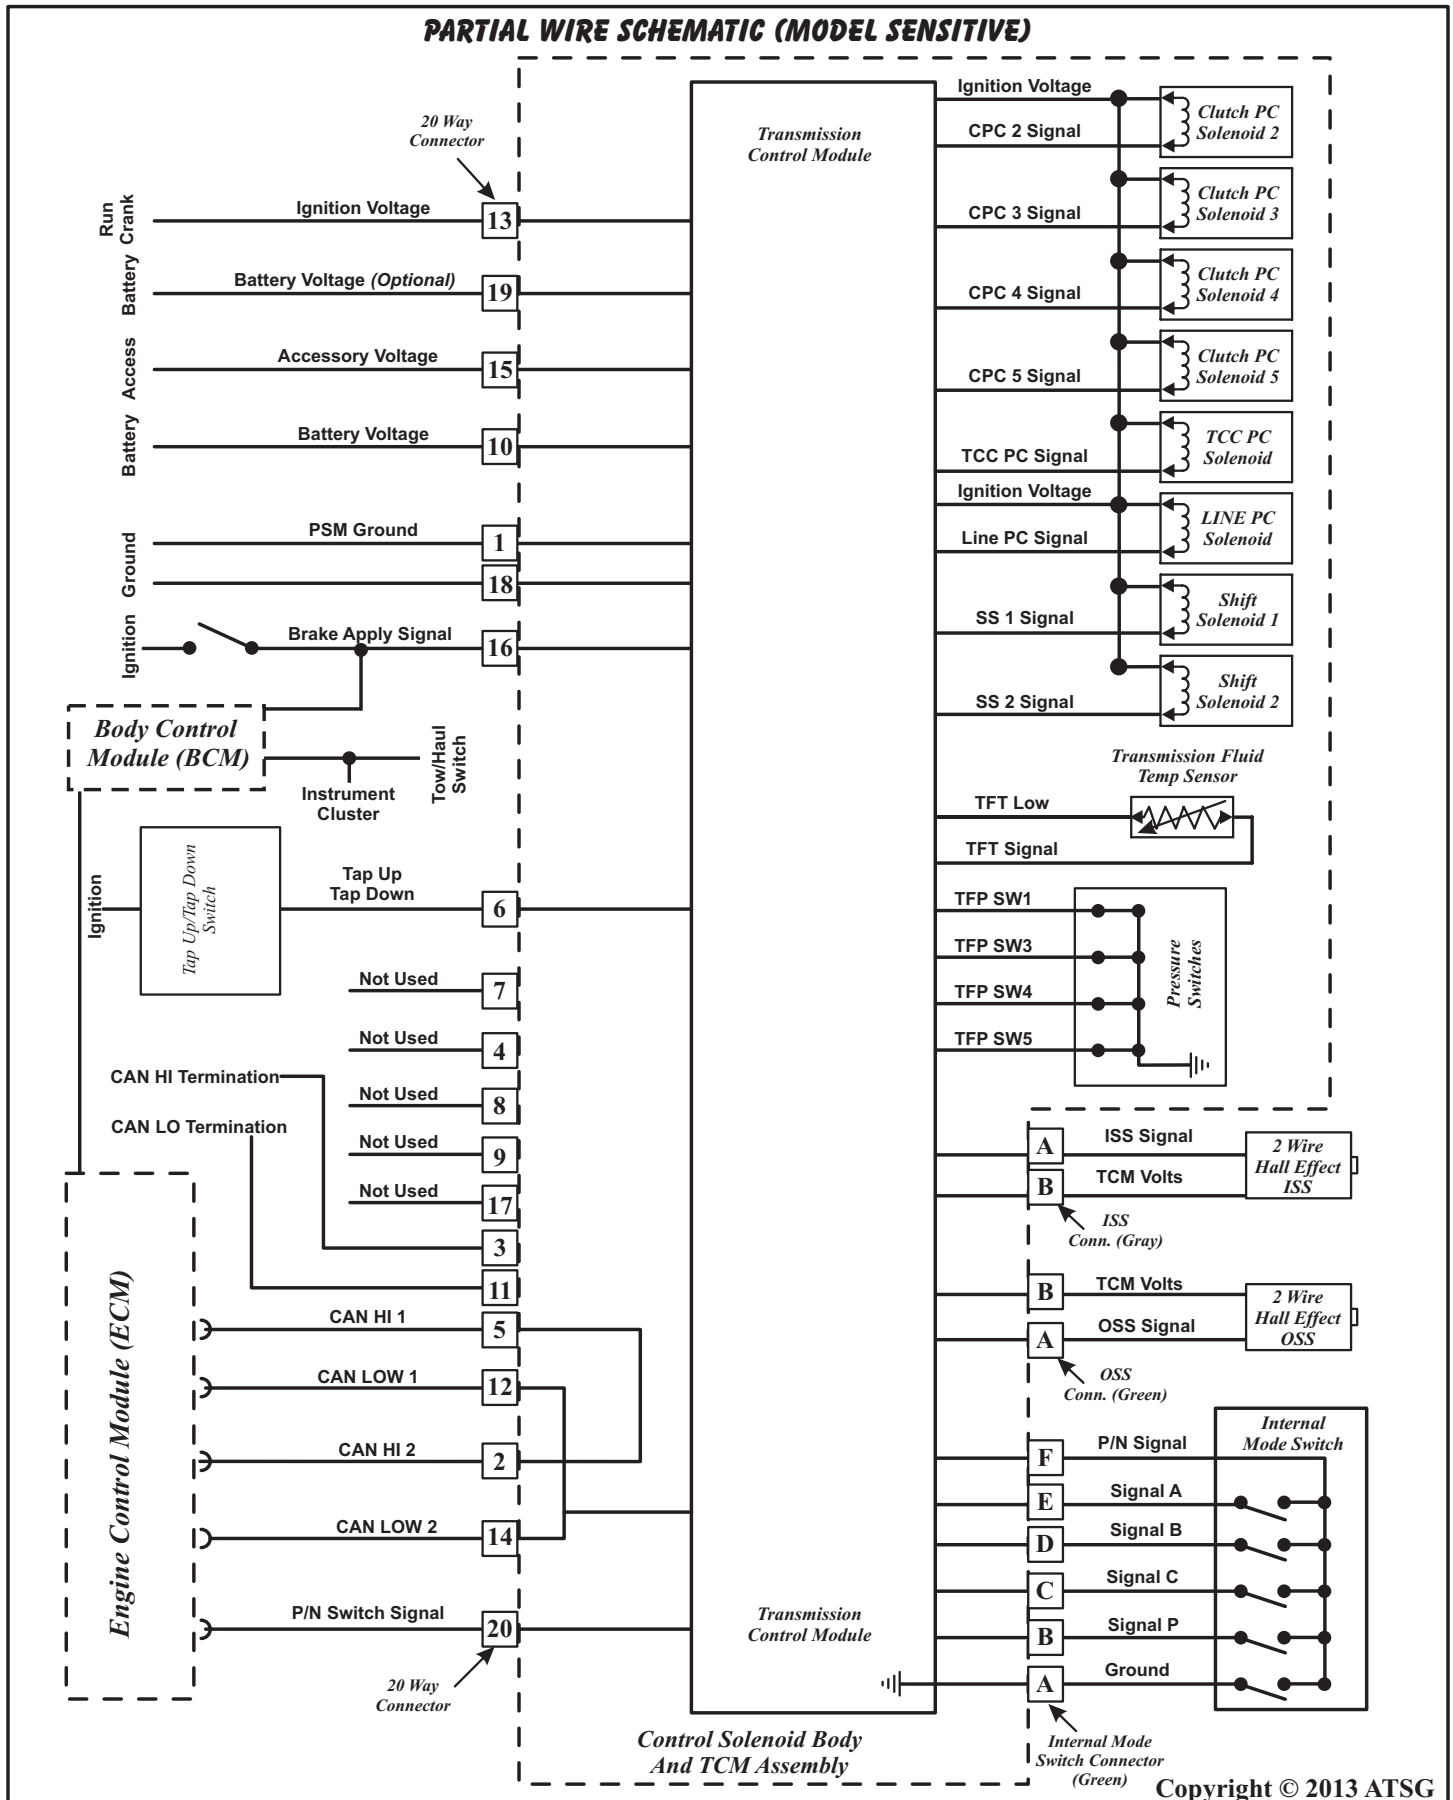 PARTIAL WIRE SCHEMATIC (MODEL SENSITIVE)
20 Way
Connector
Run
Crank
Ignition Voltage
13
Battery
Battery Voltage (Optional)
19
Access
Accessory Voltage
15
Battery
Battery Voltage
10
Ground
PSM Ground
1
18
Ignition
Brake Apply Signal
16
Body Control
Module (BCM)
Instrument
Cluster
Tow/Haul
Switch
Ignition
Tap Up/Tap Down
Switch
Tap Up
Tap Down
6
Not Used
7
Not Used
4
CAN HI Termination
Not Used
8
CAN LO Termination
Not Used
9
Not Used
17
3
11
Engine Control Module (ECM)
CAN HI 1
5
CAN LOW 1
12
CAN HI 2
2
CAN LOW 2
14
P/N Switch Signal
20
20 Way
Connector
Transmission
Control Module
Transmission
Control Module
Control Solenoid Body
And TCM Assembly
Ignition Voltage
CPC 2 Signal
Clutch PC
Solenoid 2
CPC 3 Signal
Clutch PC
Solenoid 3
CPC 4 Signal
Clutch PC
Solenoid 4
CPC 5 Signal
Clutch PC
Solenoid 5
TCC PC Signal
TCC PC
Solenoid
Ignition Voltage
Line PC Signal
LINE PC
Solenoid
SS 1 Signal
Shift
Solenoid 1
SS 2 Signal
Shift
Solenoid 2
Transmission Fluid
Temp Sensor
TFT Low
TFT Signal
TFP SW1
TFP SW3
TFP SW4
TFP SW5
Pressure
Switches
A
ISS Signal
B
TCM Volts
2 Wire
Hall Effect
ISS
ISS
Conn. (Gray)
B
TCM Volts
A
OSS Signal
2 Wire
Hall Effect
OSS
OSS
Conn. (Green)
Internal
Mode Switch
F
P/N Signal
E
Signal A
D
Signal B
C
Signal C
B
Signal P
A
Ground
Internal Mode
Switch Connector
(Green)
Copyright © 2013 ATSG